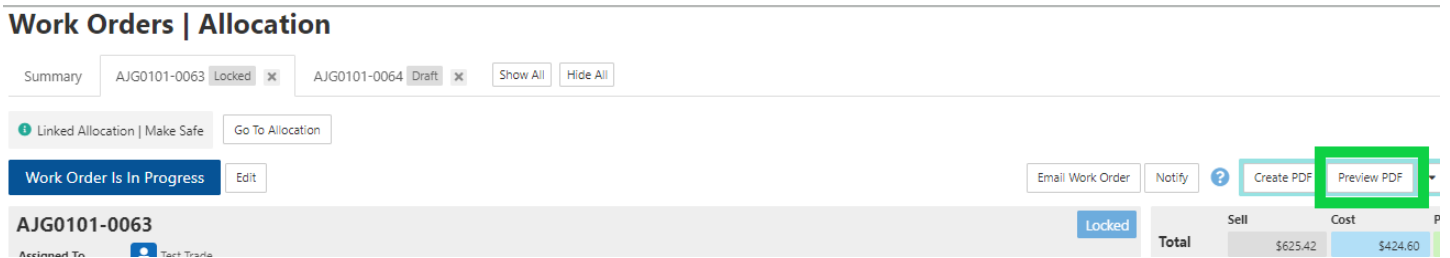 Work Orders | Allocation
Summary AJG0101-0063 Locked x AJG0101-0064 Draft x Show All Hide All
Linked Allocation | Make Safe Go To Allocation
Work Order Is In Progress Edit Email Work Order Notify ? Create PDF Preview PDF
AJG0101-0063 Locked Sell Cost P
Total $625.42 $424.60
Assigned To Test Trade